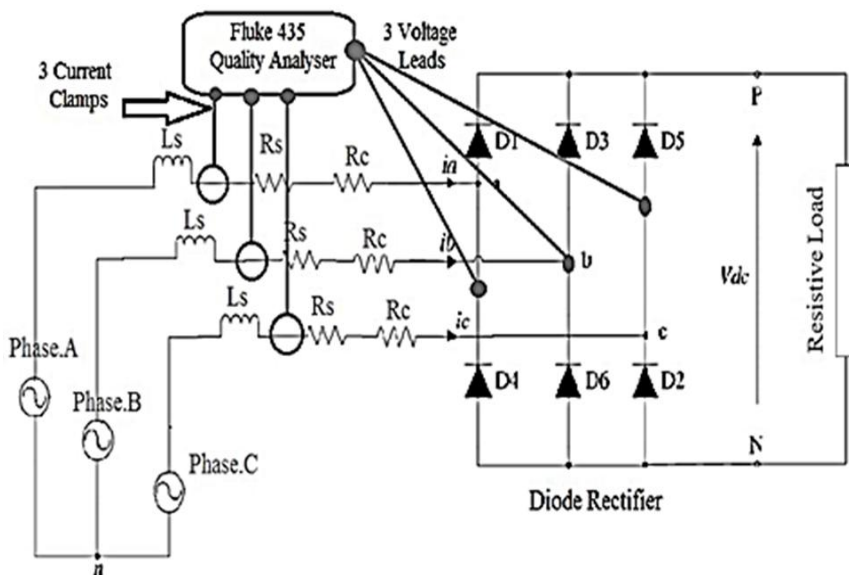 Fluke 435
Quality Analyser
3 Voltage
Leads
3 Current
Clamps
P
D1
D3
D5
Ls
Rs
Rc
ia
Ls
Rs
Rc
ib
b
Vdc
Resistive Load
Ls
Rs
Rc
ic
c
Phase.A
D4
D6
D2
Phase.B
Phase.C
N
Diode Rectifier
n